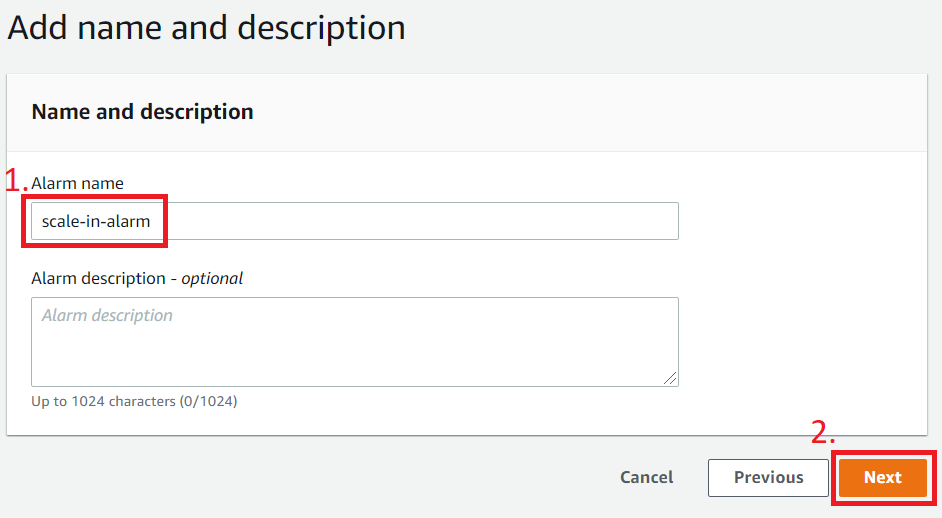 Add name and description
Name and description
1. Alarm name
scale-in-alarm
Alarm description - optional
Alarm description
Up to 1024 characters (0/1024)
2.
Cancel Previous Next